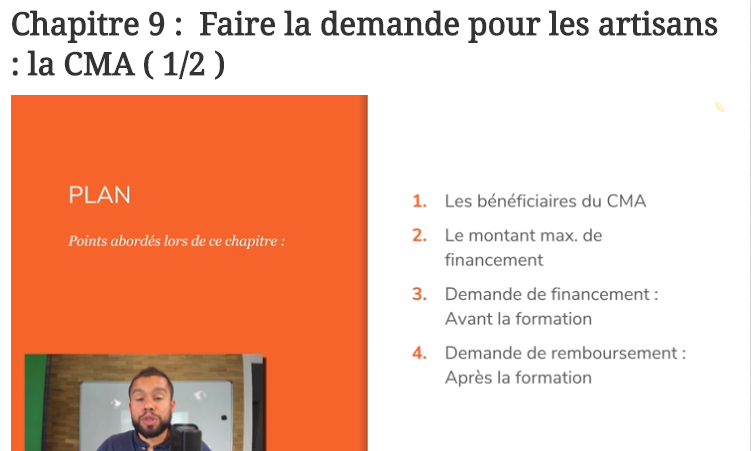 Chapitre 9 : Faire la demande pour les artisans
: la CMA ( 1/2 )
PLAN
Points abordés lors de ce chapitre :
1. Les bénéficiaires du CMA
2. Le montant max. de
financement
3. Demande de financement :
Avant la formation
4. Demande de remboursement :
Après la formation